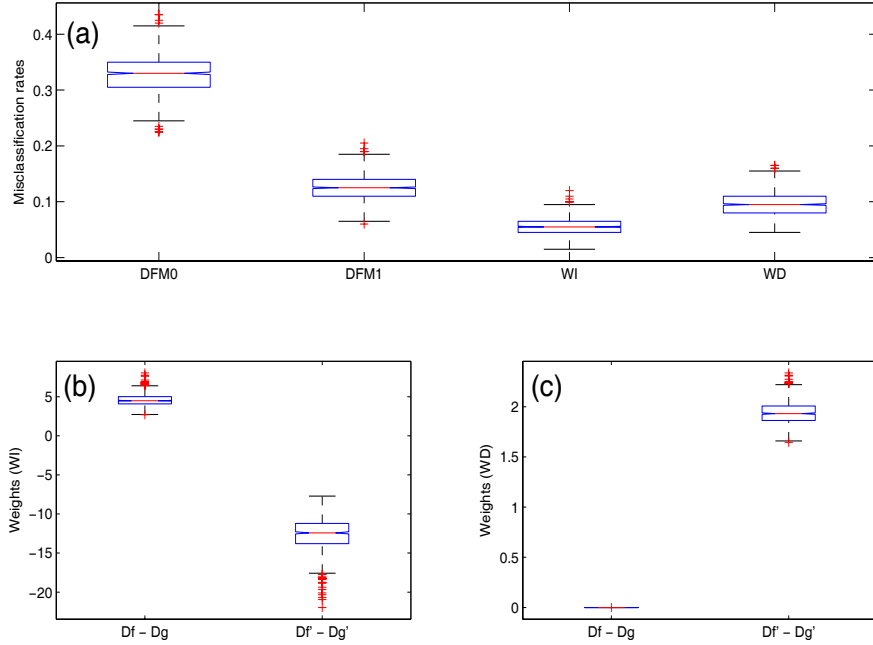 (a)
Misclassification rates
0.4
0.3
0.2
0.1
0
DFM0 DFM1 WI WD
(b)
Weights (WI)
5
0
−5
−10
−15
−20
Df − Dg Df' − Dg'
(c)
Weights (WD)
2
1.5
1
0.5
0
Df − Dg Df' − Dg'